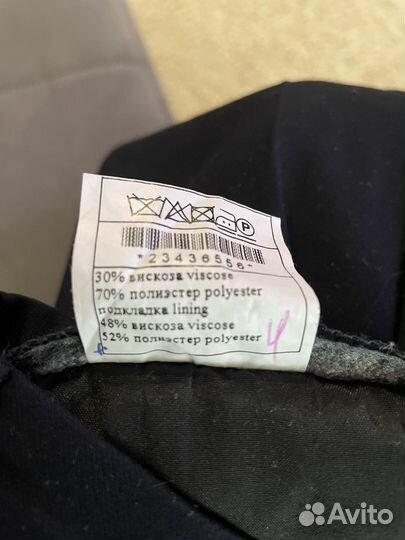 P
*23436556*
30% вискоза viscose
70% полиэстер polyester
подкладка lining
48% вискоза viscose
52% полиэстер polyester
4
Avito